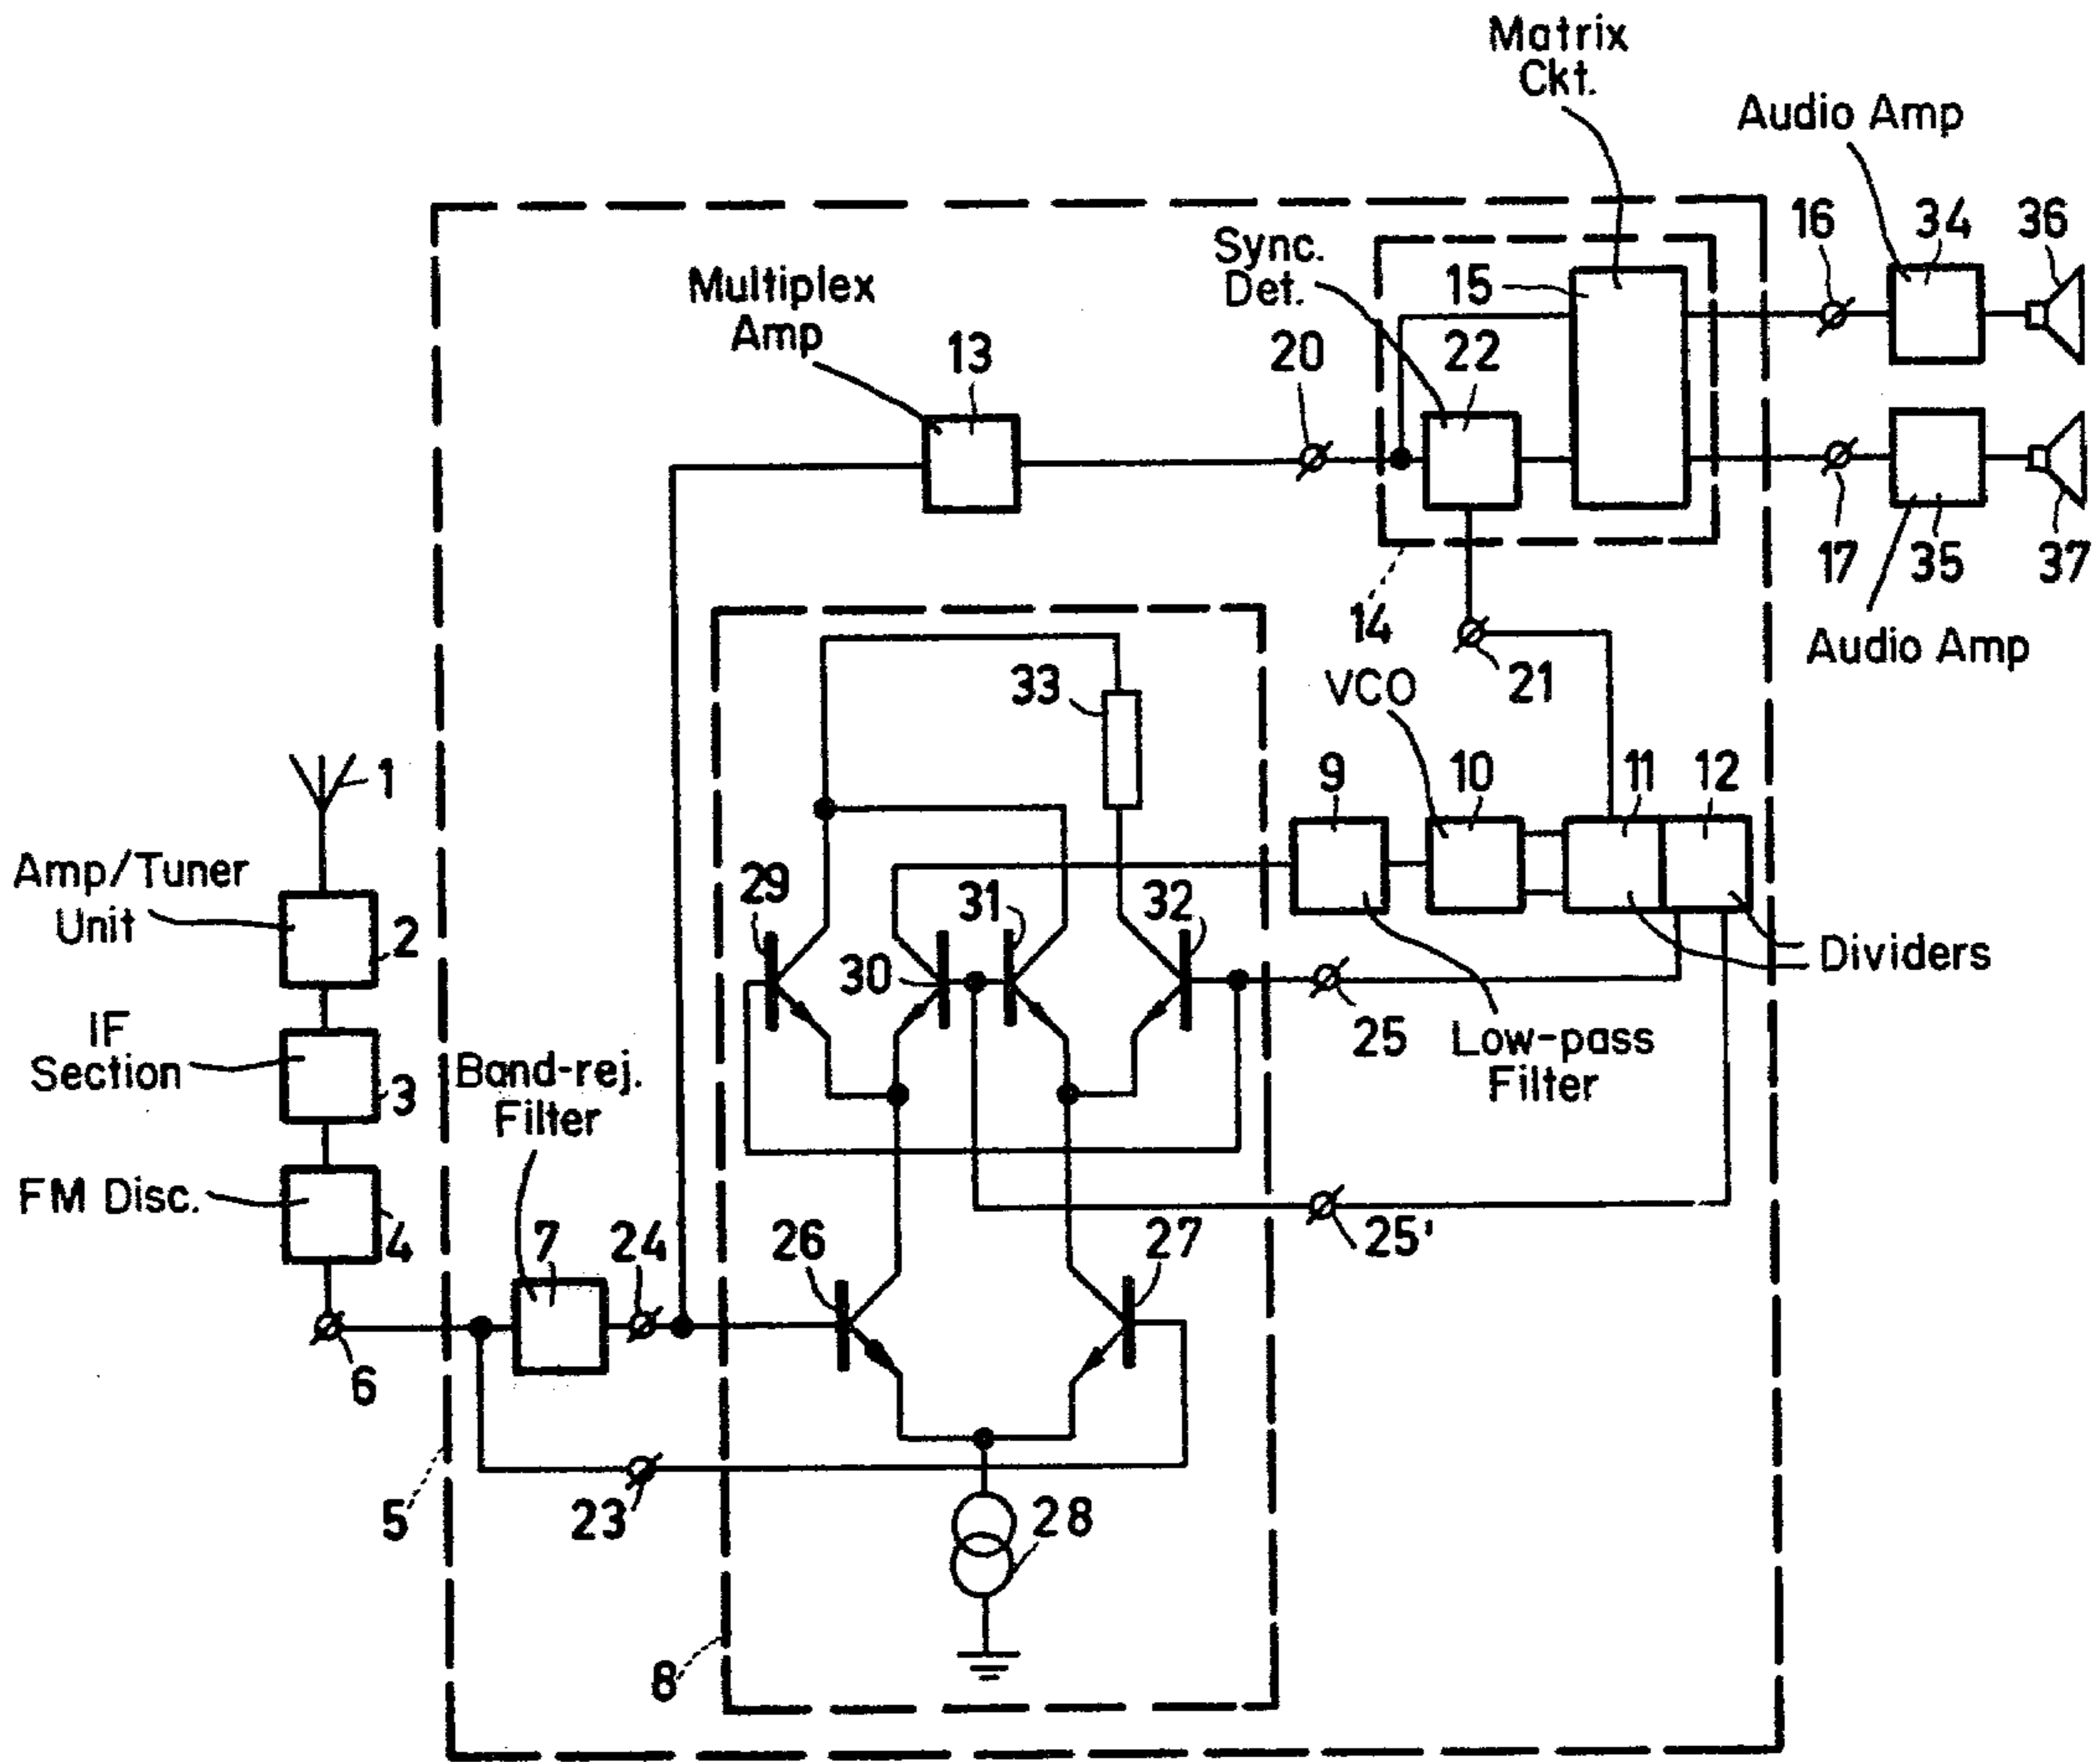 Matrix
Ckt.
Audio Amp
16
34
36
Sync.
Det.
15
Multiplex
Amp
13
20
22
17
35
37
14
Audio Amp
21
33
VCO
1
9
10
11
12
Amp/Tuner
Unit
2
29
31
32
30
Dividers
IF
Section
3
25
Low-pass
Filter
Band-rej.
Filter
FM Disc.
4
7
24
26
27
25'
6
5
23
28
8